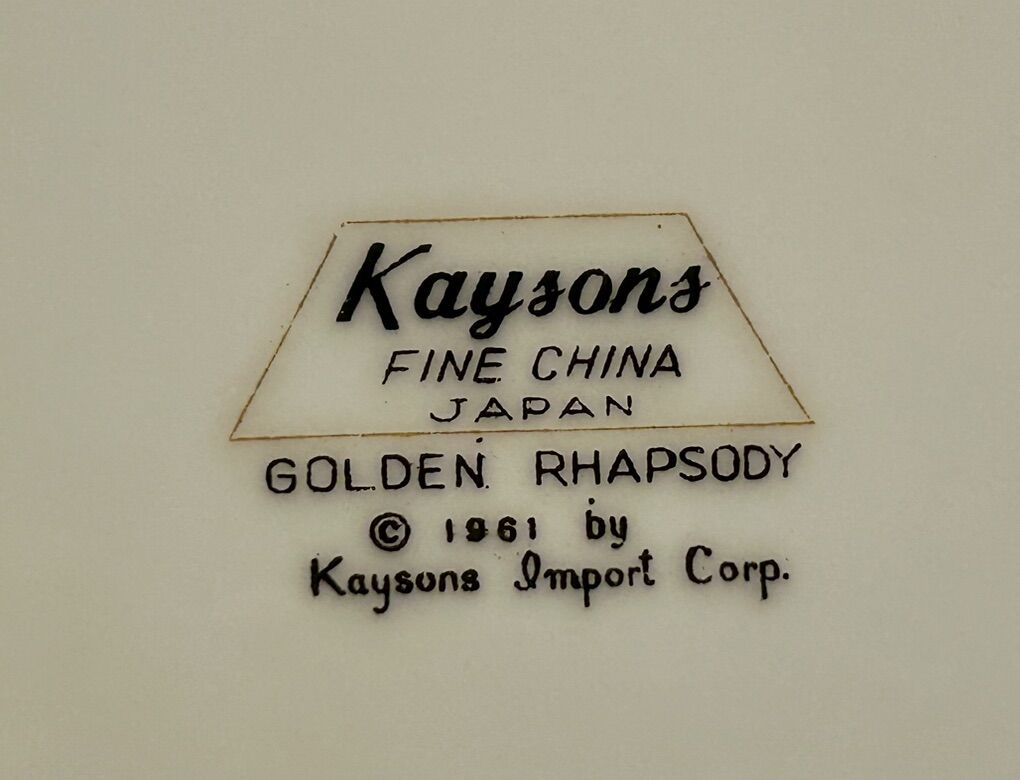 Kaysons
FINE CHINA
JAPAN
GOLDEN RHAPSODY
© 1961 by
Kaysons Import Corp.